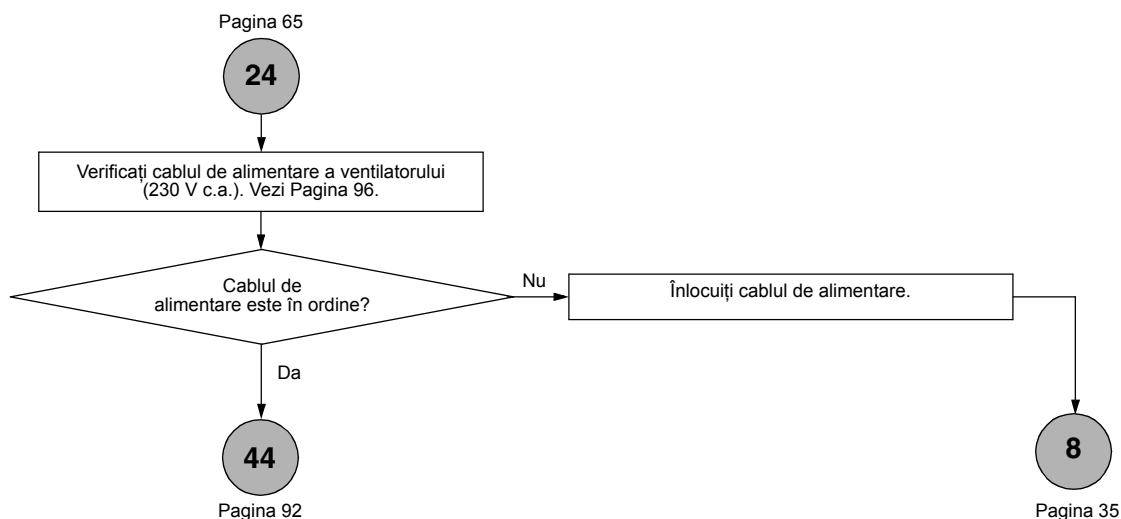 Pagina 65
24
Verificați cablul de alimentare a ventilatorului
(230 V c.a.). Vezi Pagina 96.
Cablul de
alimentare este în ordine?
Nu
Înlocuiți cablul de alimentare.
Da
44
Pagina 92
8
Pagina 35